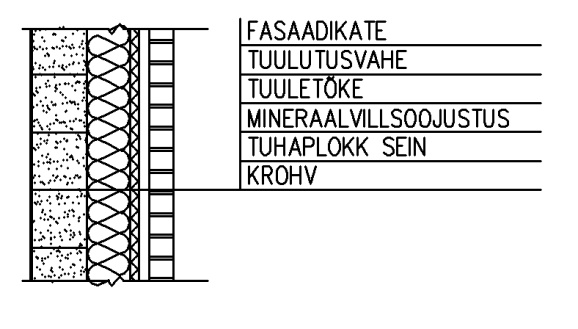 FASAADIKATE
TUULUTUSVAHE
TUULETÕKE
MINERAALVILLSOOJUSTUS
TUHAPLOKK SEIN
KROHV